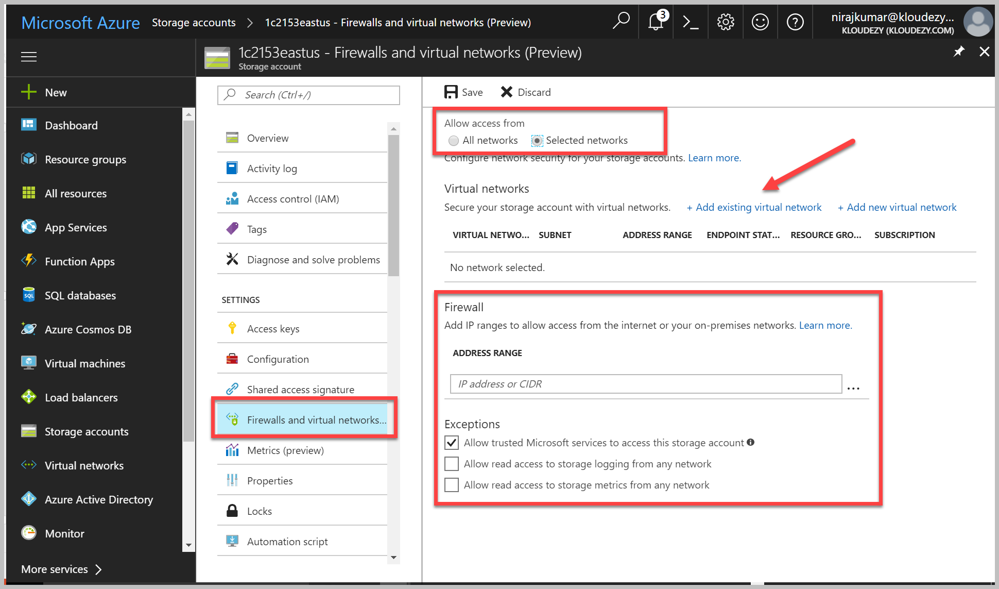 Microsoft Azure Storage accounts > 1c2153eastus - Firewalls and virtual networks (Preview)
3
nirajkumar@kloudezy...
KLOUDEZY (KLOUDEZY.COM)
1c2153eastus - Firewalls and virtual networks (Preview)
Storage account
New
Dashboard
Resource groups
All resources
App Services
Function Apps
SQL databases
Azure Cosmos DB
Virtual machines
Load balancers
Storage accounts
Virtual networks
Azure Active Directory
Monitor
More services >
Search (Ctrl+/)
Overview
Activity log
Access control (IAM)
Tags
Diagnose and solve problems
SETTINGS
Access keys
Configuration
Shared access signature
Firewalls and virtual networks...
Metrics (preview)
Properties
Locks
Automation script
Save Discard
Allow access from
All networks Selected networks
Configure network security for your storage accounts. Learn more.
Virtual networks
Secure your storage account with virtual networks. + Add existing virtual network + Add new virtual network
VIRTUAL NETWO... SUBNET ADDRESS RANGE ENDPOINT STAT... RESOURCE GRO... SUBSCRIPTION
No network selected.
Firewall
Add IP ranges to allow access from the internet or your on-premises networks. Learn more.
ADDRESS RANGE
IP address or CIDR ...
Exceptions
Allow trusted Microsoft services to access this storage account
Allow read access to storage logging from any network
Allow read access to storage metrics from any network